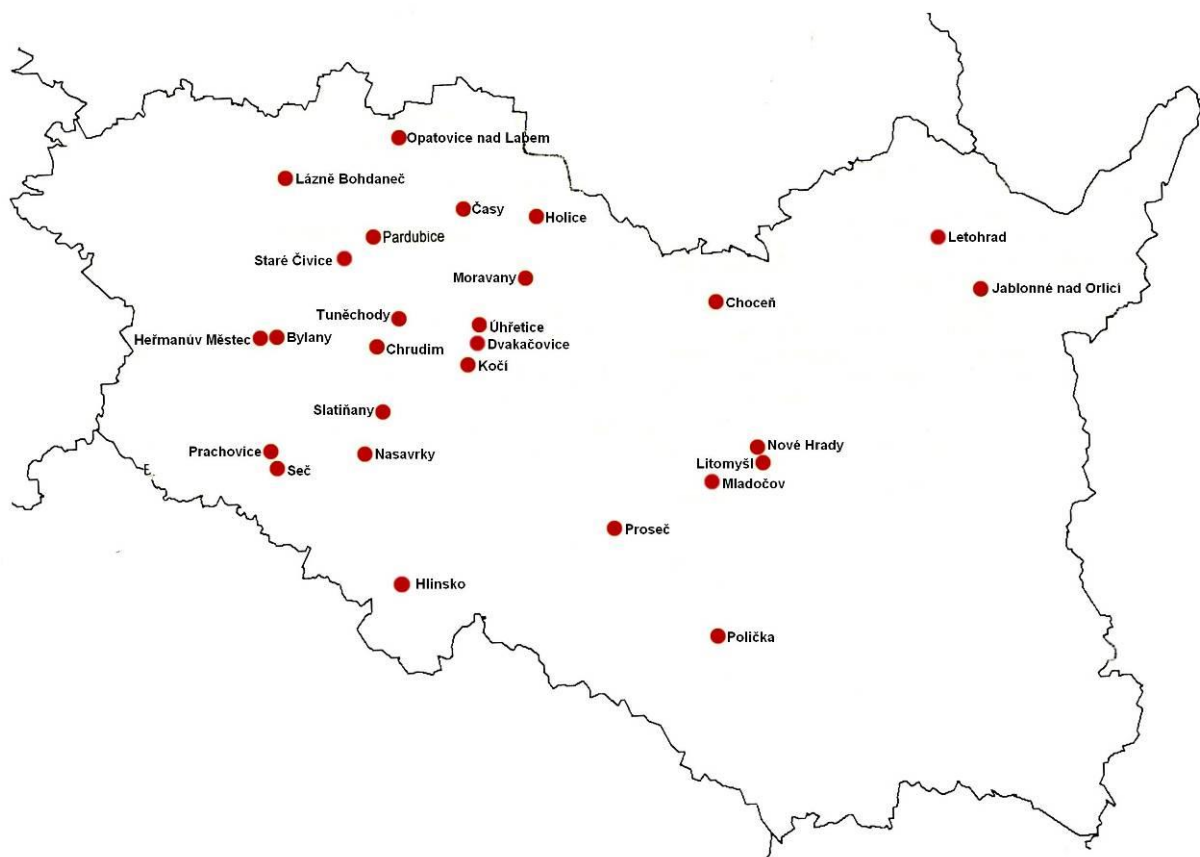 Opatovice nad Labem
Lázně Bohdaneč
Časy
Holice
Pardubice
Letohrad
Staré Čivice
Moravany
Jablonné nad Orlicí
Choceň
Tuněchody
Úhřetice
Heřmanův Městec
Bylany
Dvakačovice
Chrudim
Kočí
Slatiňany
Nové Hrady
Prachovice
Nasavrky
Litomyšl
Seč
Mladočov
Proseč
Hlinsko
Polička